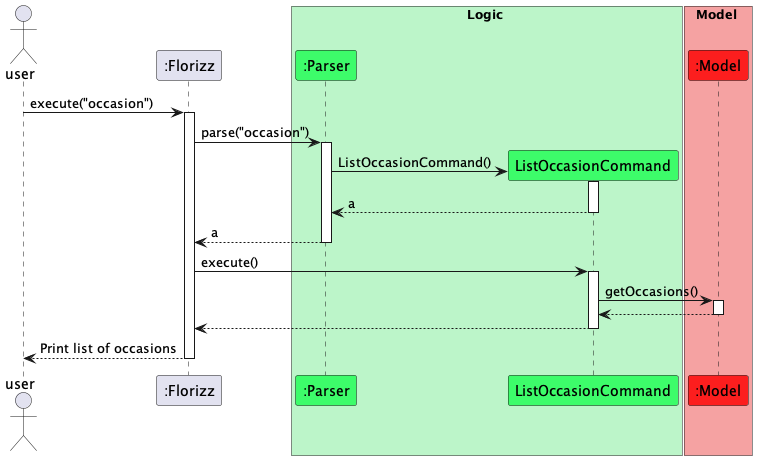 Logic
Model
user
:Florizz
:Parser
:Model
execute("occasion")
parse("occasion")
ListOccasionCommand()
ListOccasionCommand
a
a
execute()
getOccasions()
Print list of occasions
user
:Florizz
:Parser
ListOccasionCommand
:Model